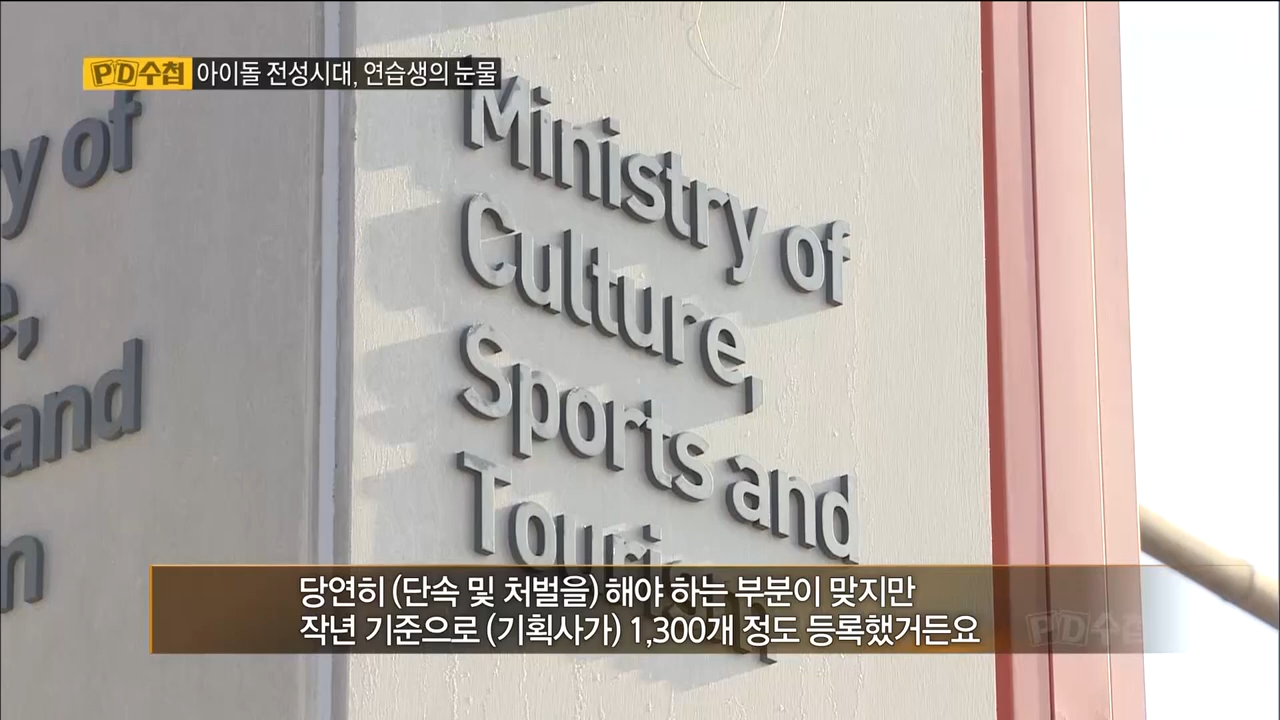 PD수첩 아이돌 전성시대, 연습생의 눈물
y of
e,
and
n
Ministry of
Culture,
Sports and
Tourism
당연히 (단속 및 처벌을) 해야 하는 부분이 맞지만
작년 기준으로 (기획사가) 1,300개 정도 등록했거든요
PD수첩